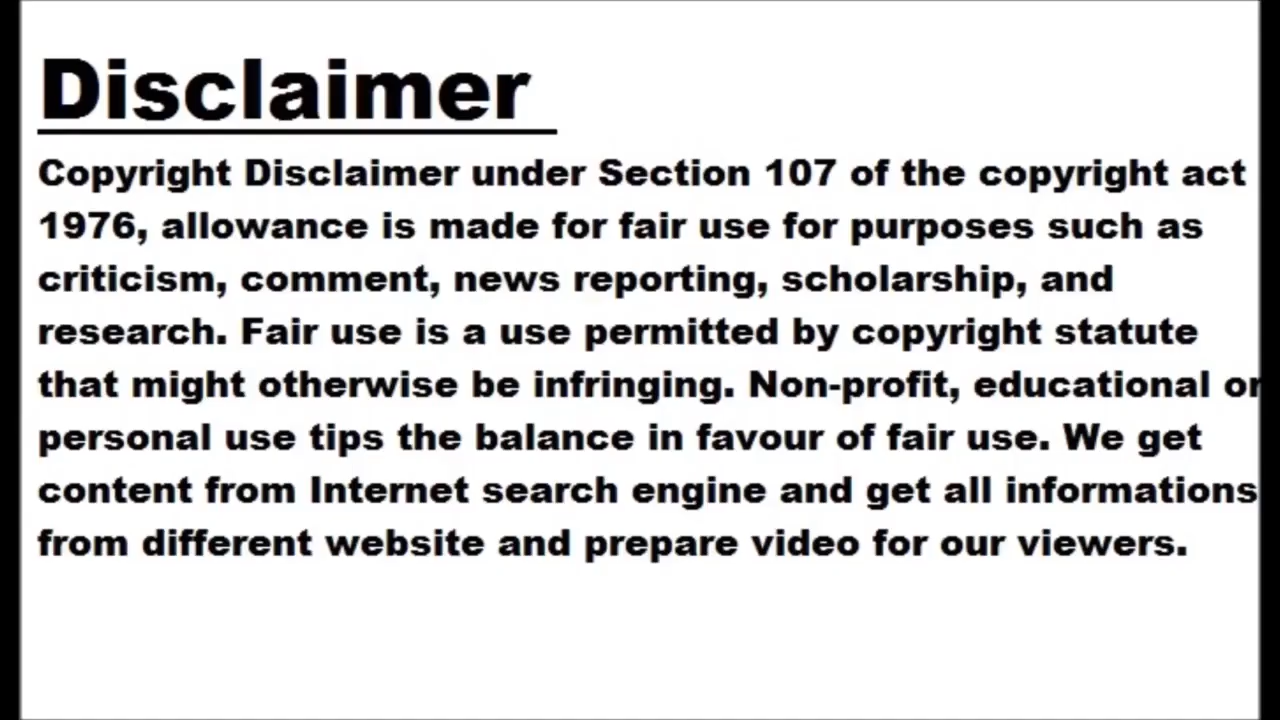 Disclaimer
Copyright Disclaimer under Section 107 of the copyright act
1976, allowance is made for fair use for purposes such as
criticism, comment, news reporting, scholarship, and
research. Fair use is a use permitted by copyright statute
that might otherwise be infringing. Non-profit, educational or
personal use tips the balance in favour of fair use. We get
content from Internet search engine and get all informations
from different website and prepare video for our viewers.